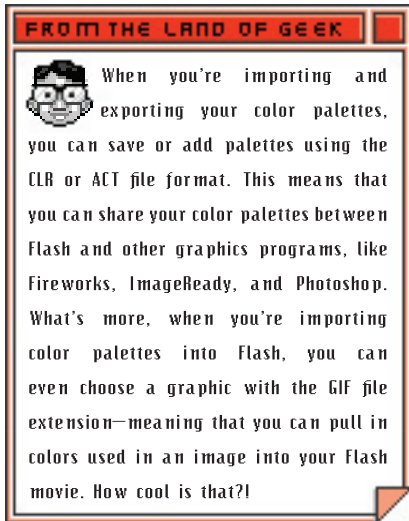 FROM THE LAND OF GEEK
When you're importing and
exporting your color palettes,
you can save or add palettes using the
CLR or ACT file format. This means that
you can share your color palettes between
Flash and other graphics programs, like
Fireworks, ImageReady, and Photoshop.
What's more, when you're importing
color palettes into Flash, you can
even choose a graphic with the GIF file
extension—meaning that you can pull in
colors used in an image into your Flash
movie. How cool is that?!